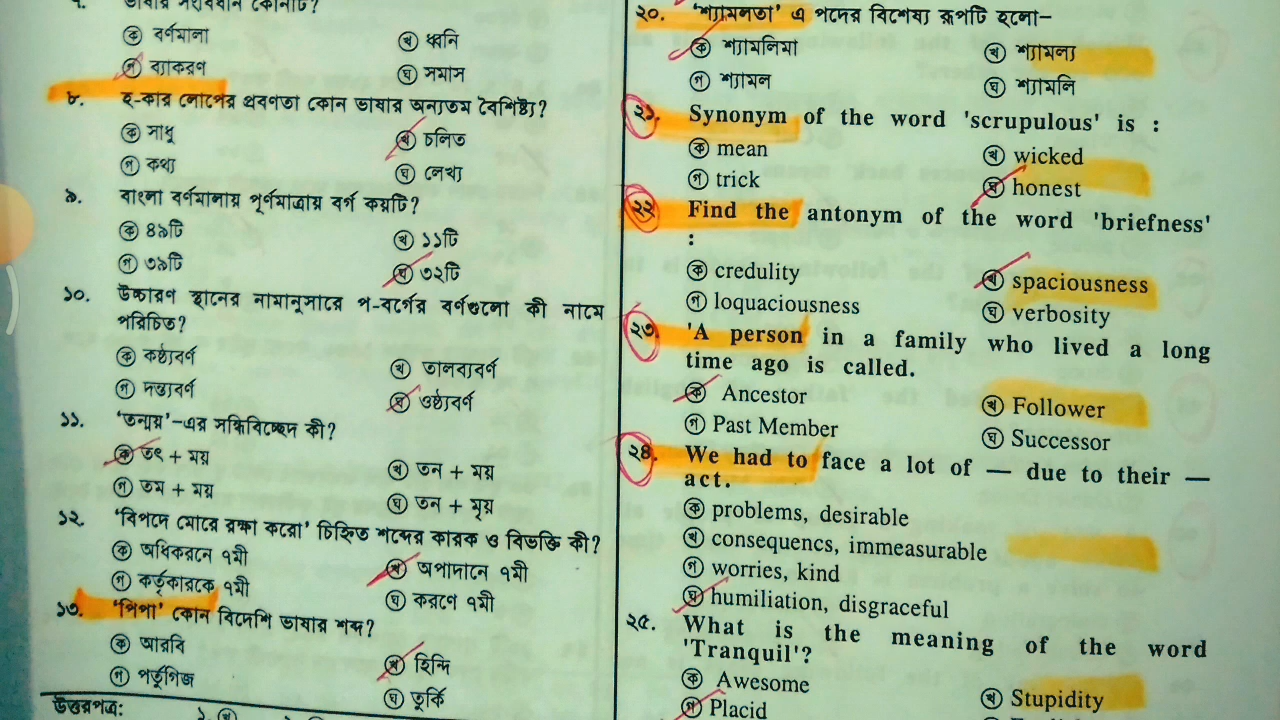 ৭. ভাষার সংবিধান কোনটি?
ক বর্ণমালা
খ ধ্বনি
গ ব্যাকরণ
ঘ সমাস
৮. হ-কার লোপের প্রবণতা কোন ভাষার অন্যতম বৈশিষ্ট্য?
ক সাধু
খ চলিত
গ কথ্য
ঘ লেখ্য
৯. বাংলা বর্ণমালায় পূর্ণমাত্রায় বর্ণ কয়টি?
ক ৪৯টি
খ ১১টি
গ ৩৯টি
ঘ ৩২টি
১০. উচ্চারণ স্থানের নামানুসারে প-বর্গের বর্ণগুলো কী নামে
পরিচিত?
ক কণ্ঠ্যবর্ণ
খ তালব্যবর্ণ
গ দন্ত্যবর্ণ
ঘ ওষ্ঠ্যবর্ণ
১১. ‘তন্ময়’-এর সন্ধিবিচ্ছেদ কী?
ক তৎ + ময়
খ তন + ময়
গ তম + ময়
ঘ তন + মৃয়
১২. ‘বিপদে মোরে রক্ষা করো’ চিহ্নিত শব্দের কারক ও বিভক্তি কী?
ক অধিকরনে ৭মী
খ অপাদানে ৭মী
গ কর্তৃকারকে ৭মী
ঘ করণে ৭মী
১৩. ‘পিপা’ কোন বিদেশি ভাষার শব্দ?
ক আরবি
খ হিন্দি
গ পর্তুগিজ
ঘ তুর্কি
উত্তরপত্র:
২০. ‘শ্যামলতা’ এ পদের বিশেষ্য রূপটি হলো–
ক শ্যামলিমা
খ শ্যামল্য
গ শ্যামল
ঘ শ্যামলি
২১. Synonym of the word 'scrupulous' is :
ক mean
খ wicked
গ trick
ঘ honest
২২ Find the antonym of the word 'briefness'
:
ক credulity
খ spaciousness
গ loquaciousness
ঘ verbosity
২৩. 'A person in a family who lived a long
time ago is called.
ক Ancestor
খ Follower
গ Past Member
ঘ Successor
২৪. We had to face a lot of — due to their —
act.
ক problems, desirable
খ consequencs, immeasurable
গ worries, kind
ঘ humiliation, disgraceful
২৫. What is the meaning of the word
'Tranquil'?
ক Awesome
খ Stupidity
গ Placid